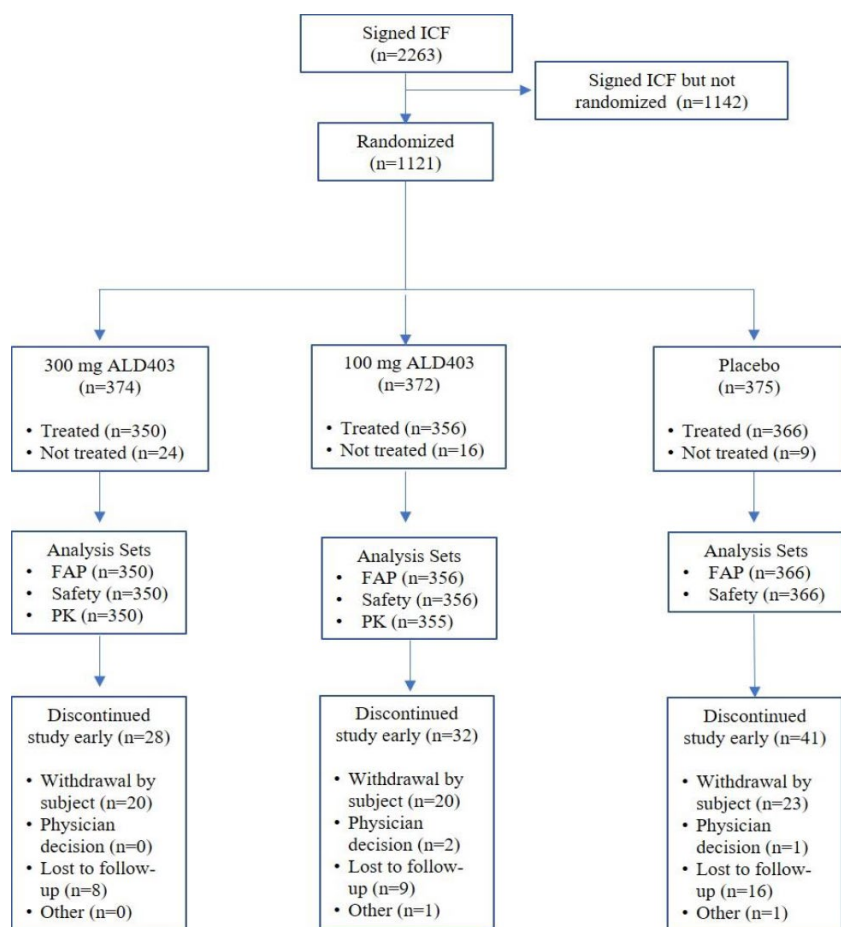 Signed ICF
(n=2263)
Signed ICF but not
randomized (n=1142)
Randomized
(n=1121)
300 mg ALD403
(n=374)
• Treated (n=350)
• Not treated (n=24)
100 mg ALD403
(n=372)
• Treated (n=356)
• Not treated (n=16)
Placebo
(n=375)
• Treated (n=366)
• Not treated (n=9)
Analysis Sets
• FAP (n=350)
• Safety (n=350)
• PK (n=350)
Analysis Sets
• FAP (n=356)
• Safety (n=356)
• PK (n=355)
Analysis Sets
• FAP (n=366)
• Safety (n=366)
Discontinued
study early (n=28)
• Withdrawal by
subject (n=20)
• Physician
decision (n=0)
• Lost to follow-
up (n=8)
• Other (n=0)
Discontinued
study early (n=32)
• Withdrawal by
subject (n=20)
• Physician
decision (n=2)
• Lost to follow-
up (n=9)
• Other (n=1)
Discontinued
study early (n=41)
• Withdrawal by
subject (n=23)
• Physician
decision (n=1)
• Lost to follow-
up (n=16)
• Other (n=1)